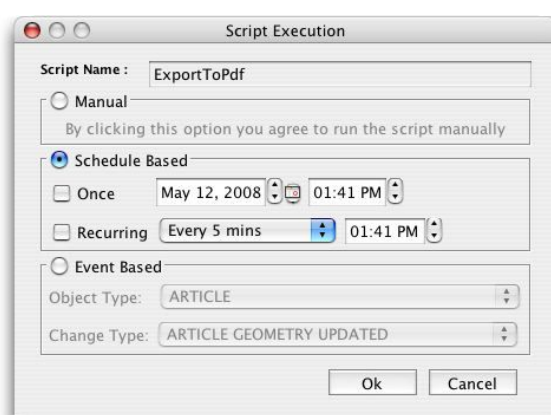 Script Execution
Script Name : ExportToPdf
Manual
By clicking this option you agree to run the script manually
Schedule Based
Once May 12, 2008 01:41 PM
Recurring Every 5 mins 01:41 PM
Event Based
Object Type: ARTICLE
Change Type: ARTICLE GEOMETRY UPDATED
Ok Cancel